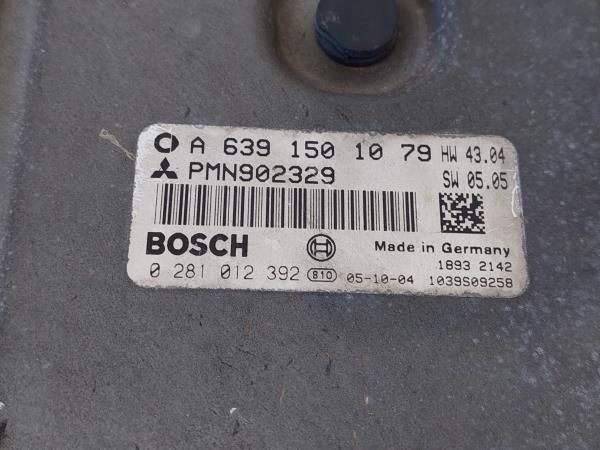 A 639 150 10 79 HW 43.04
PMN902329 SW 05.05
BOSCH Made in Germany
1893 2142
0 281 012 392 810 05-10-04 1039S09258